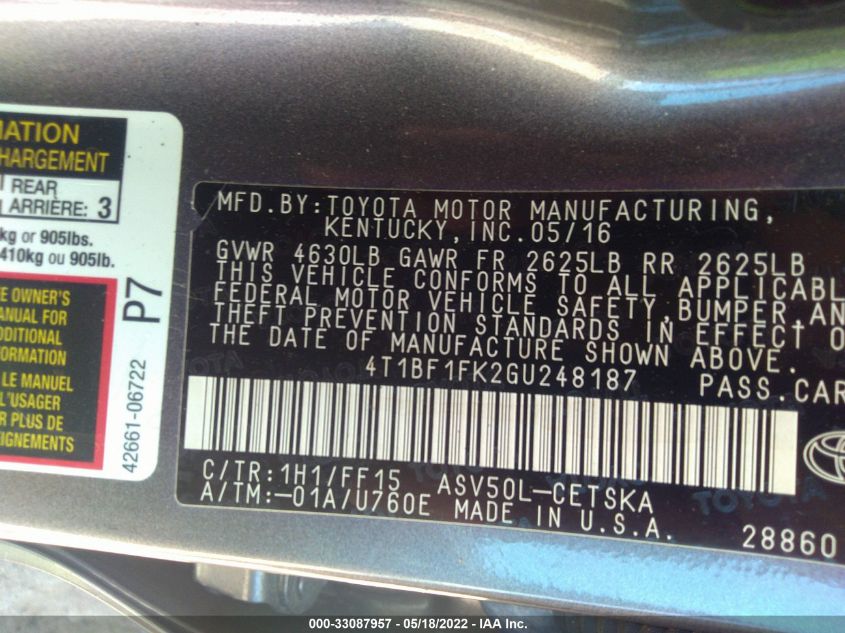 MATION
CHARGEMENT
REAR
ARRIÈRE: 3
kg or 905lbs.
410kg ou 905lb.
E OWNER'S
ANUAL FOR
DDITIONAL
FORMATION
LE MANUEL
L'USAGER
PLUS DE
EIGNEMENTS
42661-06722
P7
MFD.BY:TOYOTA MOTOR MANUFACTURING,
KENTUCKY,INC.05/16
GVWR 4630LB GAWR FR 2625LB RR 2625LB
THIS VEHICLE CONFORMS TO ALL APPLICABL
FEDERAL MOTOR VEHICLE SAFETY,BUMPER AN
THEFT PREVENTION STANDARDS IN EFFECT O
THE DATE OF MANUFACTURE SHOWN ABOVE.
4T1BF1FK2GU248187 PASS.CAR
C/TR:1H1/FF15 ASV50L-CETSKA
A/TM:-01A/U760E MADE IN U.S.A.
28860
000-33087957 - 05/18/2022 - IAA Inc.